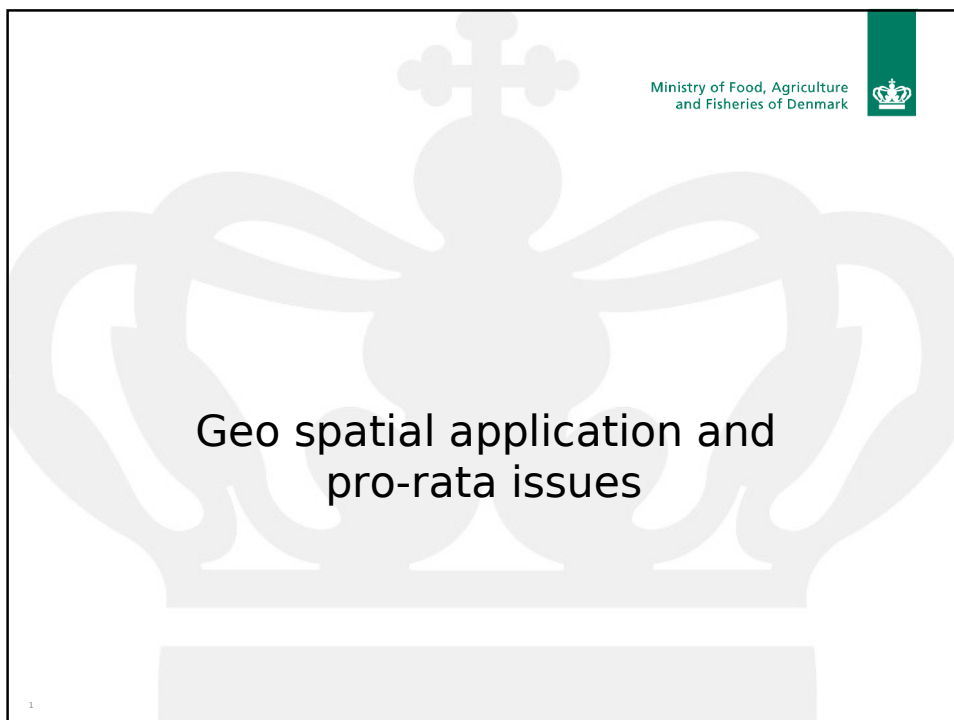 Ministry of Food, Agriculture
and Fisheries of Denmark
Geo spatial application and
pro-rata issues
1